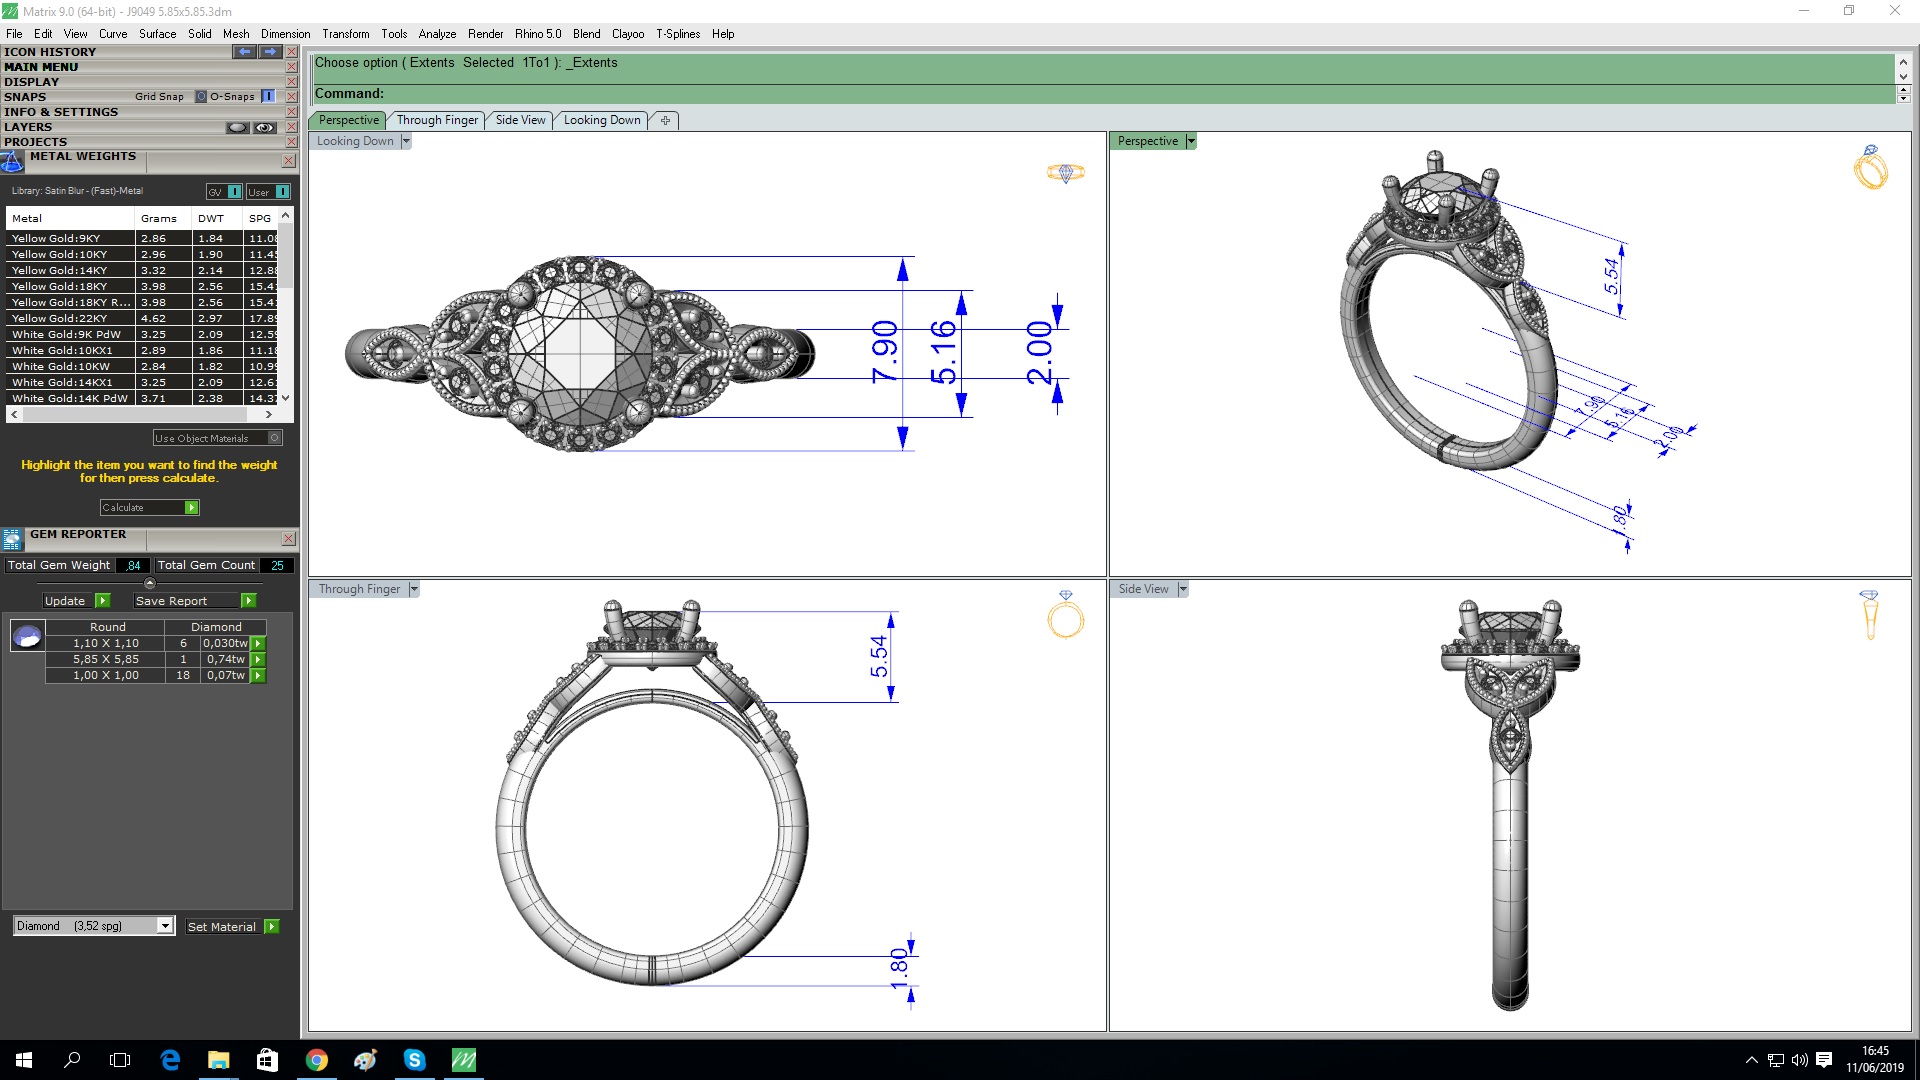 Matrix 9.0 (64-bit) - J9049 5.85x5.85.3dm
File Edit View Curve Surface Solid Mesh Dimension Transform Tools Analyze Render Rhino 5.0 Blend Clayoo T-Splines Help
ICON HISTORY
MAIN MENU
DISPLAY
SNAPS Grid Snap O-Snaps
INFO & SETTINGS
LAYERS
PROJECTS
METAL WEIGHTS
Library: Satin Blur - (Fast)-Metal GV User
Metal Grams DWT SPG
Yellow Gold:9KY 2.86 1.84 11.08
Yellow Gold:10KY 2.96 1.90 11.4
Yellow Gold:14KY 3.32 2.14 12.88
Yellow Gold:18KY 3.98 2.56 15.4
Yellow Gold:18KY R... 3.98 2.56 15.4
Yellow Gold:22KY 4.62 2.97 17.8
White Gold:9K PdW 3.25 2.09 12.5
White Gold:10KX1 2.89 1.86 11.18
White Gold:10KW 2.84 1.82 10.9
White Gold:14KX1 3.25 2.09 12.6
White Gold:14K PdW 3.71 2.38 14.3
Use Object Materials
Highlight the item you want to find the weight
for then press calculate.
Calculate
GEM REPORTER
Total Gem Weight ,84 Total Gem Count 25
Update Save Report
Round Diamond
1,10 X 1,10 6 0,030tw
5,85 X 5,85 1 0,74tw
1,00 X 1,00 18 0,07tw
Diamond (3,52 spg) Set Material
Choose option ( Extents Selected 1To1 ): _Extents
Command:
Perspective Through Finger Side View Looking Down
Looking Down
7.90
5.16
2.00
Perspective
5.54
7.90
5.16
2.00
1.80
Through Finger
5.54
1.80
Side View
16:45
11/06/2019